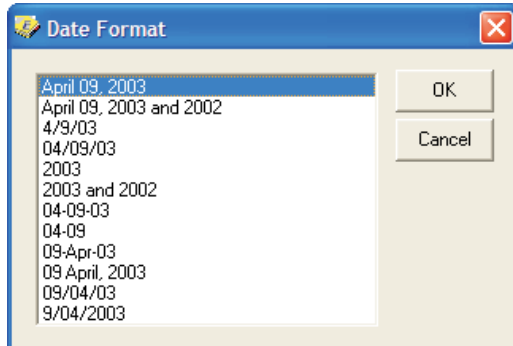 Date Format
April 09, 2003
April 09, 2003 and 2002
4/9/03
04/09/03
2003
2003 and 2002
04-09-03
04-09
09-Apr-03
09 April, 2003
09/04/03
9/04/2003
OK
Cancel